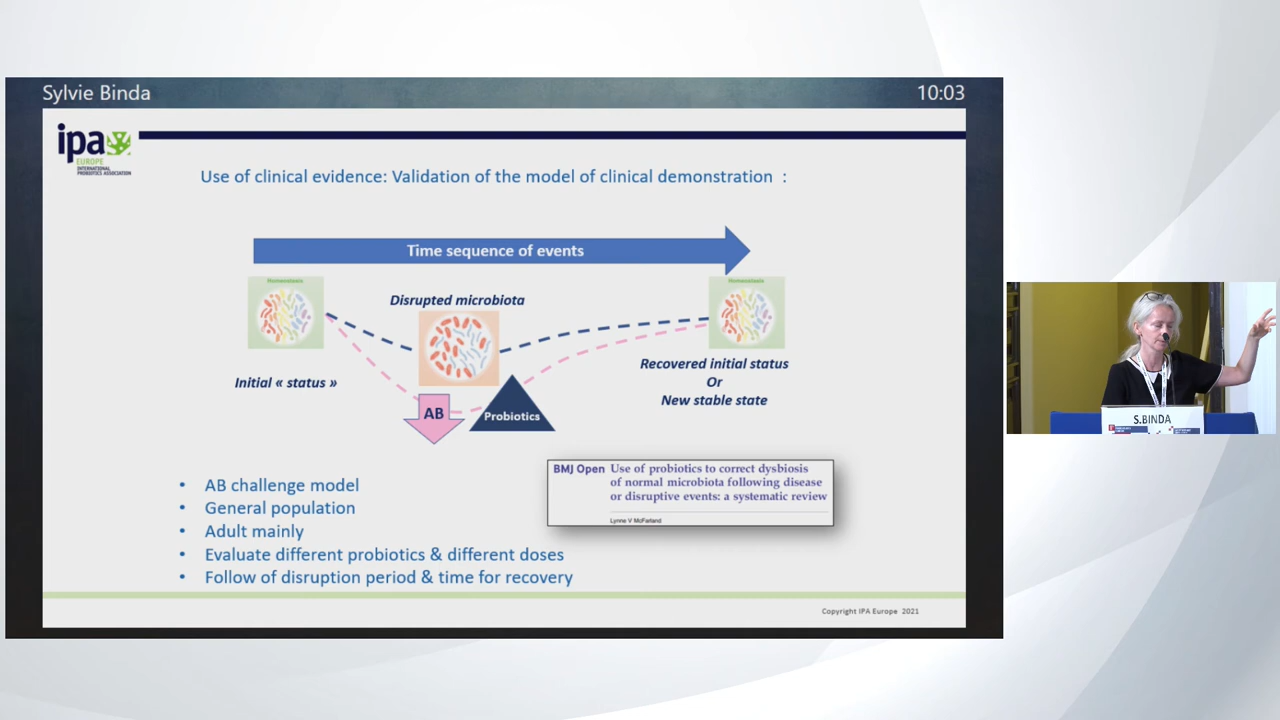 Sylvie Binda
10:03
ipa
EUROPE
INTERNATIONAL
PROBIOTICS ASSOCIATION
Use of clinical evidence: Validation of the model of clinical demonstration :
Time sequence of events
Homeostasis
Homeostasis
Disrupted microbiota
Initial « status »
Recovered initial status
Or
New stable state
AB
Probiotics
BMJ Open Use of probiotics to correct dysbiosis
of normal microbiota following disease
or disruptive events: a systematic review
Lynne V McFarland
• AB challenge model
• General population
• Adult mainly
• Evaluate different probiotics & different doses
• Follow of disruption period & time for recovery
Copyright IPA Europe 2021
S.BINDA